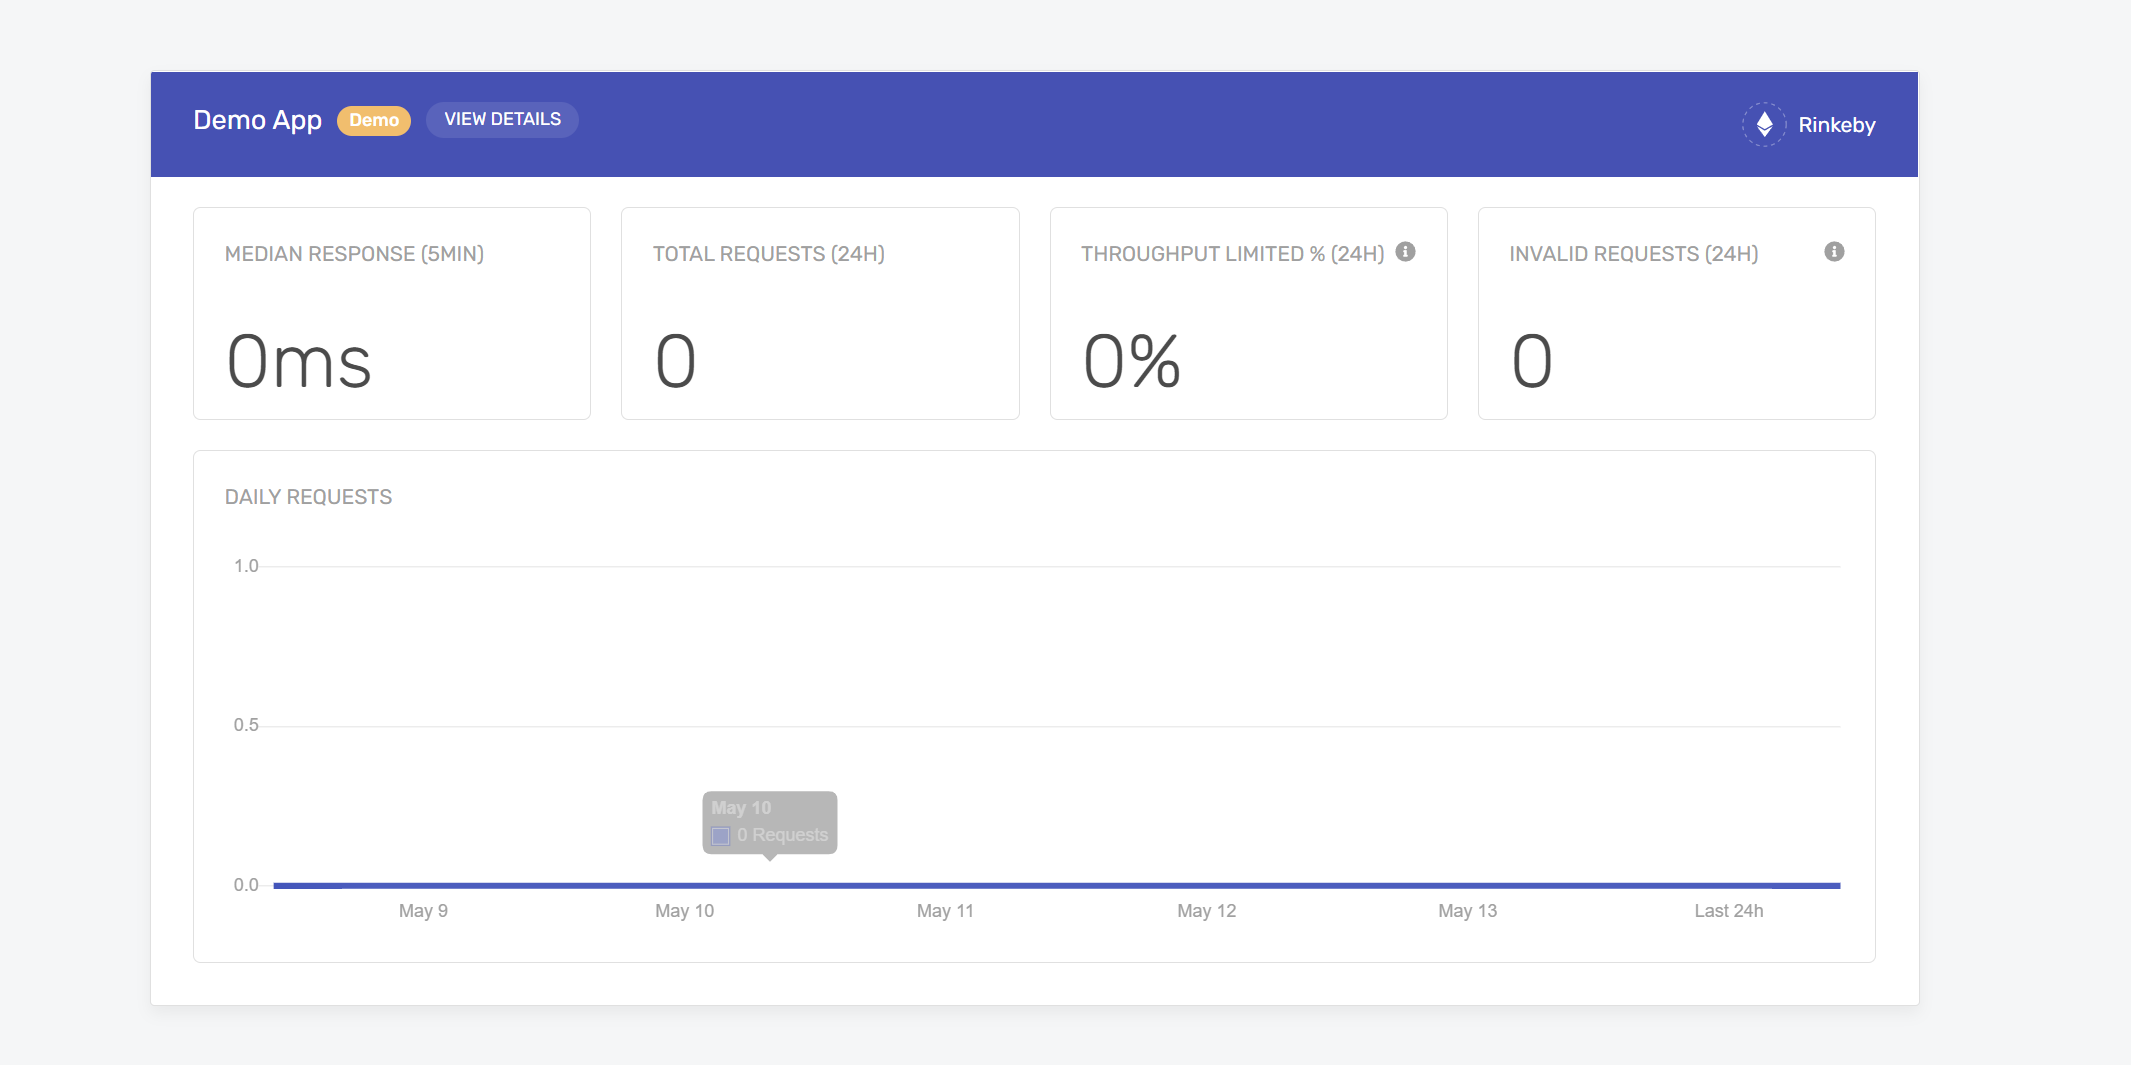 Demo App Demo VIEW DETAILS Rinkeby
MEDIAN RESPONSE (5MIN)
0ms
TOTAL REQUESTS (24H)
0
THROUGHPUT LIMITED % (24H)
0%
INVALID REQUESTS (24H)
0
DAILY REQUESTS
1.0
0.5
May 10
0 Requests
0.0
May 9 May 10 May 11 May 12 May 13 Last 24h